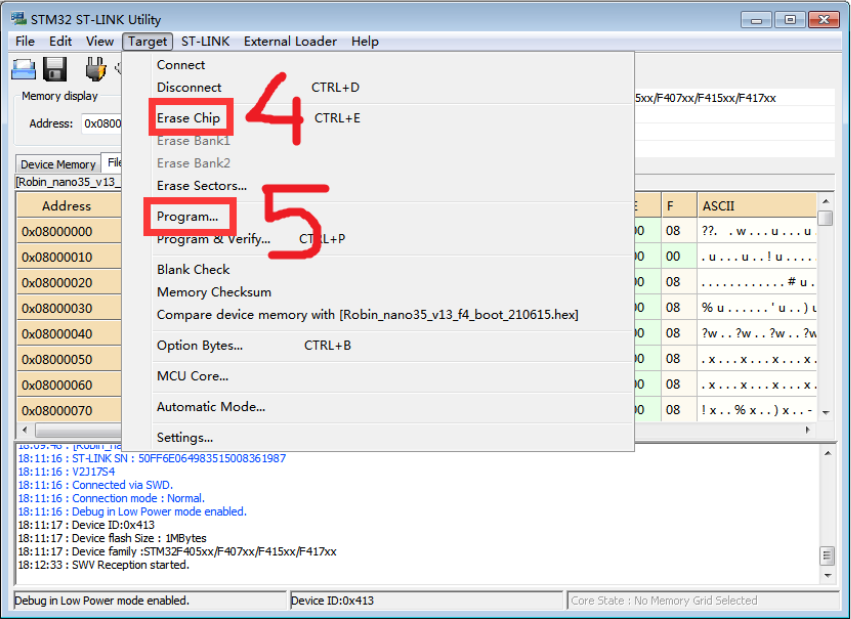 STM32 ST-LINK Utility
File Edit View Target ST-LINK External Loader Help
Memory display
Address: 0x0800
Device Memory
[Robin_nano35_v13_
Connect
Disconnect CTRL+D
Erase Chip CTRL+E
4
Erase Bank1
Erase Bank2
Erase Sectors...
Program...
5
Program & Verify... CTRL+P
Blank Check
Memory Checksum
Compare device memory with [Robin_nano35_v13_f4_boot_210615.hex]
Option Bytes... CTRL+B
MCU Core...
Automatic Mode...
Settings...
5xx/F407xx/F415xx/F417xx
Address F ASCII
0x08000000 00 08 ??. . w . . . u . . . u
0x08000010 00 00 . u . . . u . . ! u . . . .
0x08000020 00 08 . . . . . . . . . . . . # u .
0x08000030 00 08 % u . . . . . ' u . . ) u
0x08000040 00 08 ?w . . ?w . . ?w . . ?w
0x08000050 00 08 . x . . . x . . . x . . . x .
0x08000060 00 08 . x . . . x . . . x . . . x .
0x08000070 00 08 ! x . . % x . . ) x . . -
18:09:48 : [Robin_na
18:11:16 : ST-LINK SN : 50FF6E064983515008361987
18:11:16 : V2J17S4
18:11:16 : Connected via SWD.
18:11:16 : Connection mode : Normal.
18:11:16 : Debug in Low Power mode enabled.
18:11:17 : Device ID:0x413
18:11:17 : Device flash Size : 1MBytes
18:11:17 : Device family :STM32F405xx/F407xx/F415xx/F417xx
18:12:33 : SWV Reception started.
Debug in Low Power mode enabled. Device ID:0x413 Core State : No Memory Grid Selected